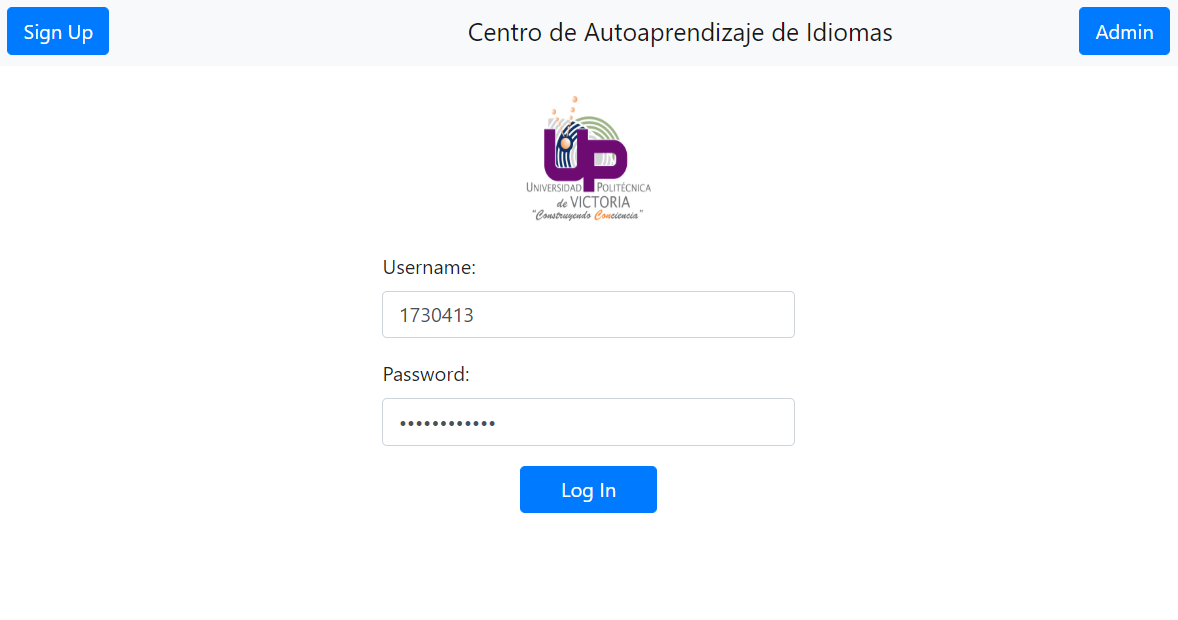 Sign Up
Centro de Autoaprendizaje de Idiomas
Admin
UP
UNIVERSIDAD POLITÉCNICA
de VICTORIA
"Construyendo Conciencia"
Username:
1730413
Password:
••••••••••••
Log In